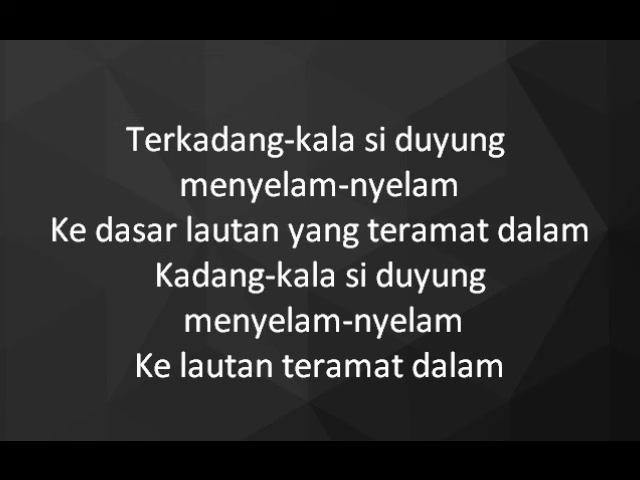 Terkadang-kala si duyung
menyelam-nyelam
Ke dasar lautan yang teramat dalam
Kadang-kala si duyung
menyelam-nyelam
Ke lautan teramat dalam